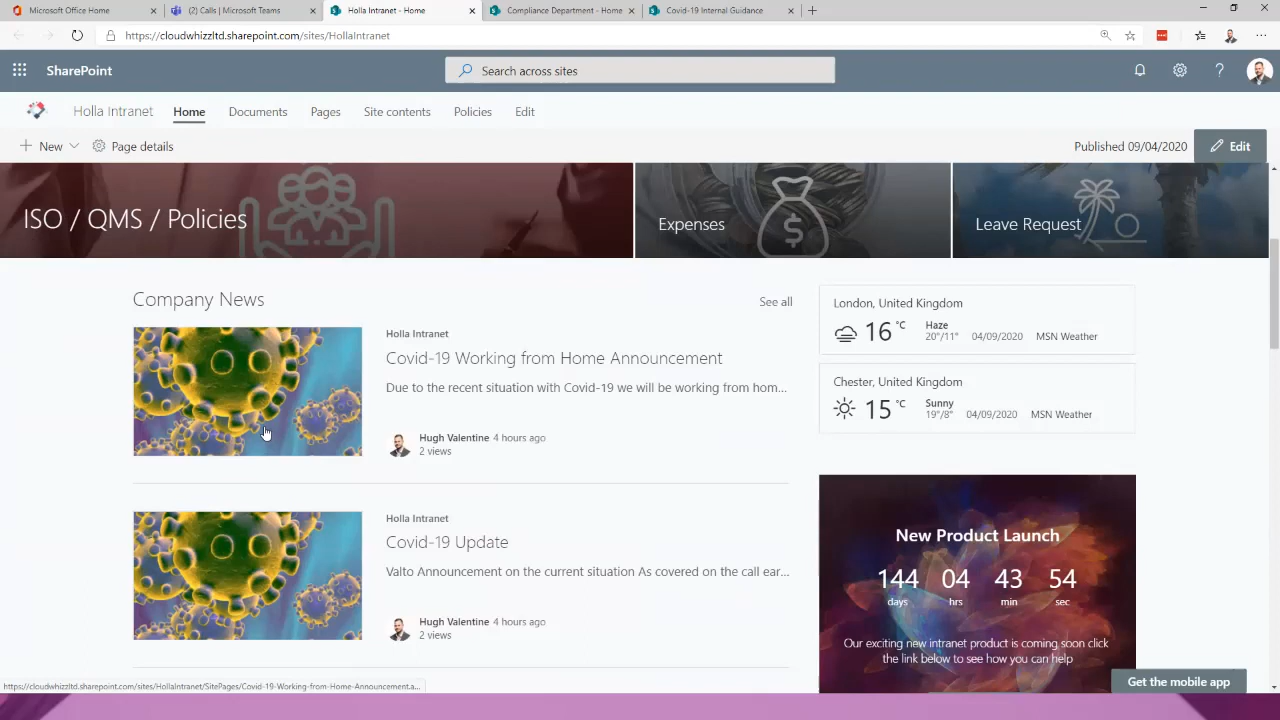 Microsoft Office Home
(2) Calls | Microsoft Teams
Holla Intranet - Home
Compliance Department - Home
Covid-19 Internal Guidance
https://cloudwhizzltd.sharepoint.com/sites/HollaIntranet
SharePoint
Search across sites
Holla Intranet
Home
Documents
Pages
Site contents
Policies
Edit
New
Page details
Published 09/04/2020
Edit
ISO / QMS / Policies
Expenses
Leave Request
Company News
See all
Holla Intranet
Covid-19 Working from Home Announcement
Due to the recent situation with Covid-19 we will be working from hom...
Hugh Valentine 4 hours ago
2 views
Holla Intranet
Covid-19 Update
Valto Announcement on the current situation As covered on the call ear...
Hugh Valentine 4 hours ago
2 views
London, United Kingdom
16 °C
Haze
20°/11° 04/09/2020 MSN Weather
Chester, United Kingdom
15 °C
Sunny
19°/8° 04/09/2020 MSN Weather
New Product Launch
144 04 43 54
days hrs min sec
Our exciting new intranet product is coming soon click
the link below to see how you can help
Get the mobile app
https://cloudwhizzltd.sharepoint.com/sites/HollaIntranet/SitePages/Covid-19-Working-from-Home-Announcement.a...